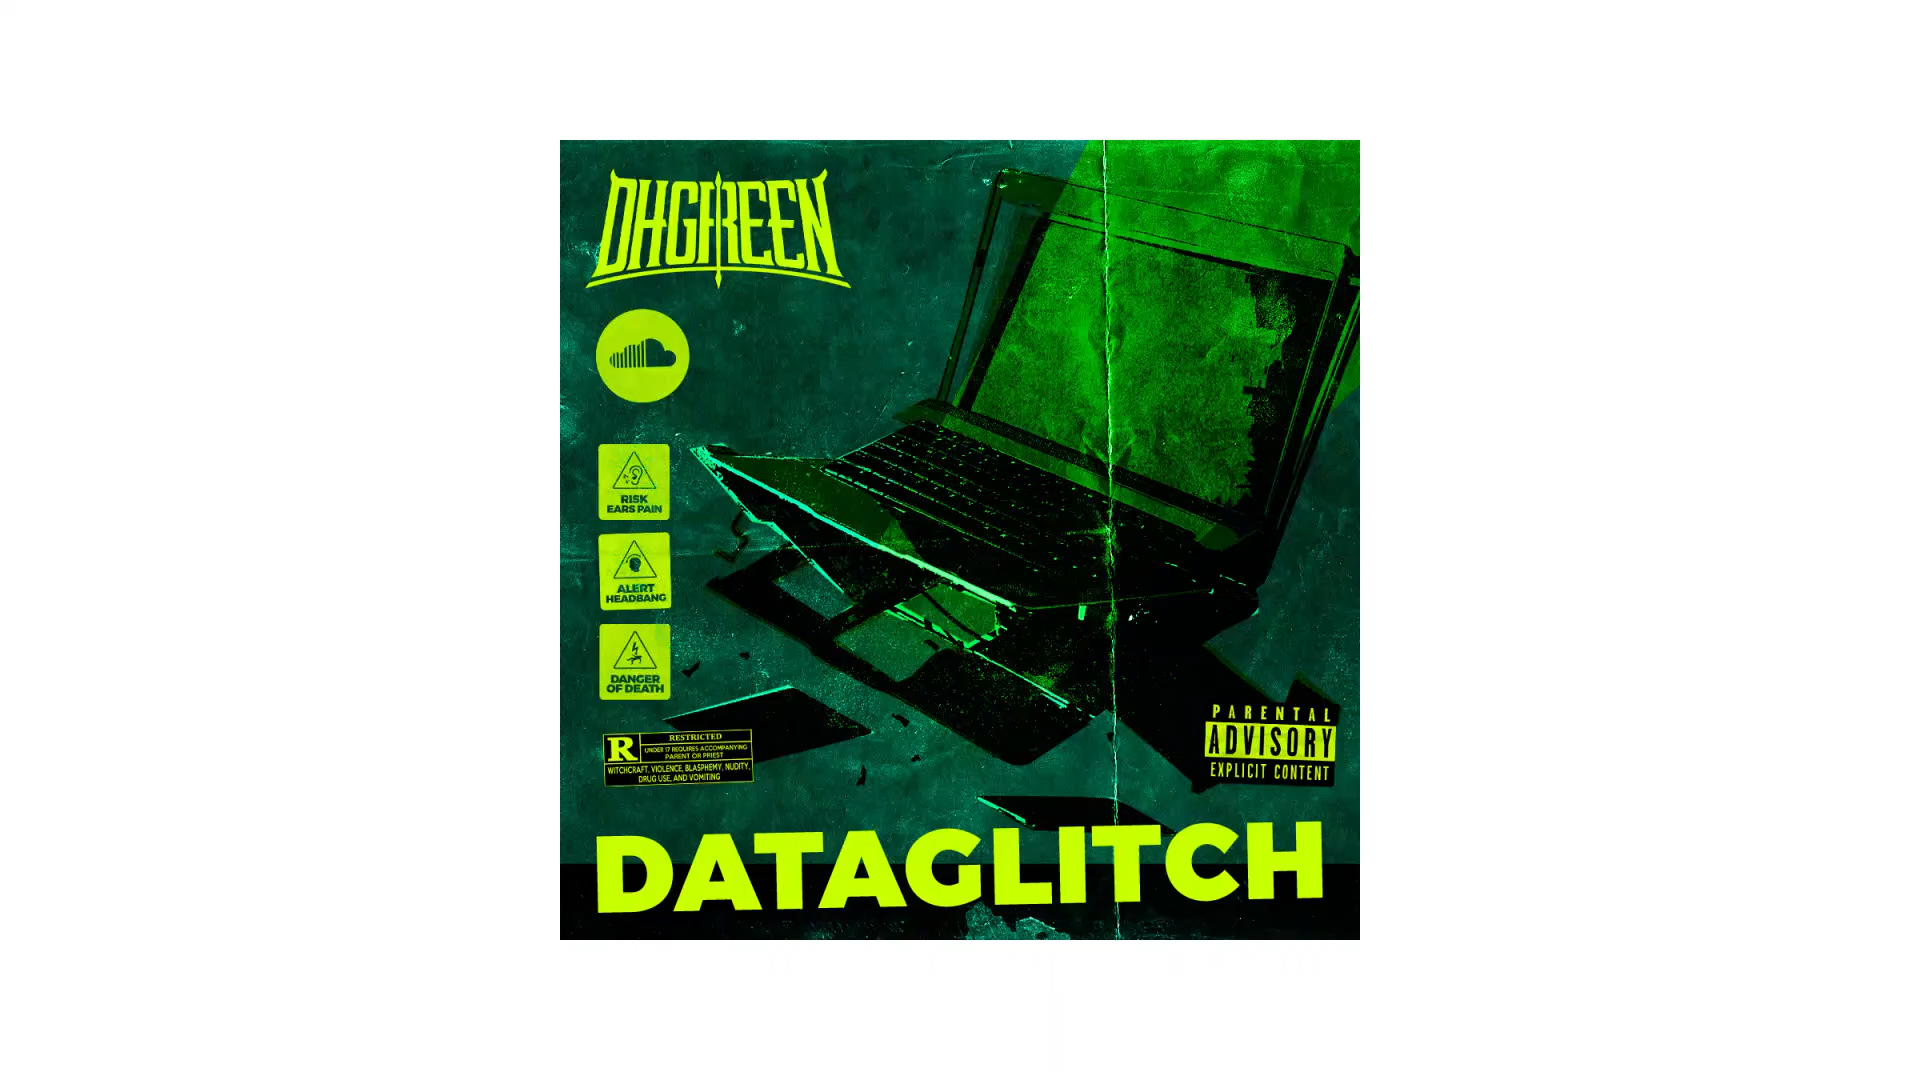 DHGREEN
RISK
EARS PAIN
ALERT
HEADBANG
DANGER
OF DEATH
R
RESTRICTED
UNDER 17 REQUIRES ACCOMPANYING
PARENT OR PRIEST
WITCHCRAFT, VIOLENCE, BLASPHEMY, NUDITY,
DRUG USE, AND VOMITING
PARENTAL
ADVISORY
EXPLICIT CONTENT
DATAGLITCH